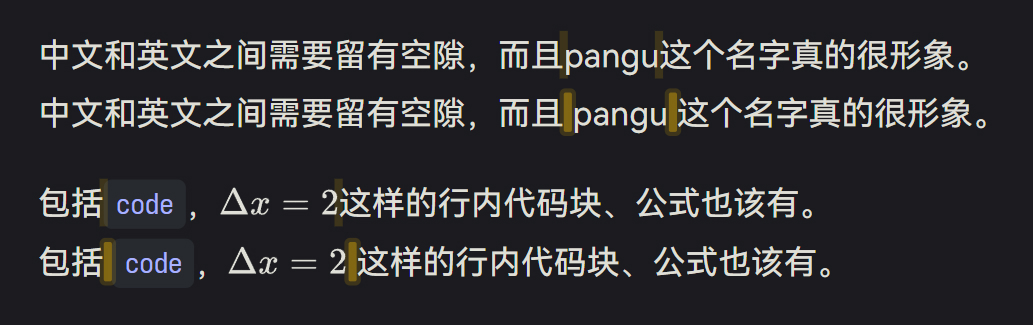 中文和英文之间需要留有空隙，而且pangu这个名字真的很形象。
中文和英文之间需要留有空隙，而且 pangu 这个名字真的很形象。
包括code，Δx = 2这样的行内代码块、公式也该有。
包括 code，Δx = 2 这样的行内代码块、公式也该有。